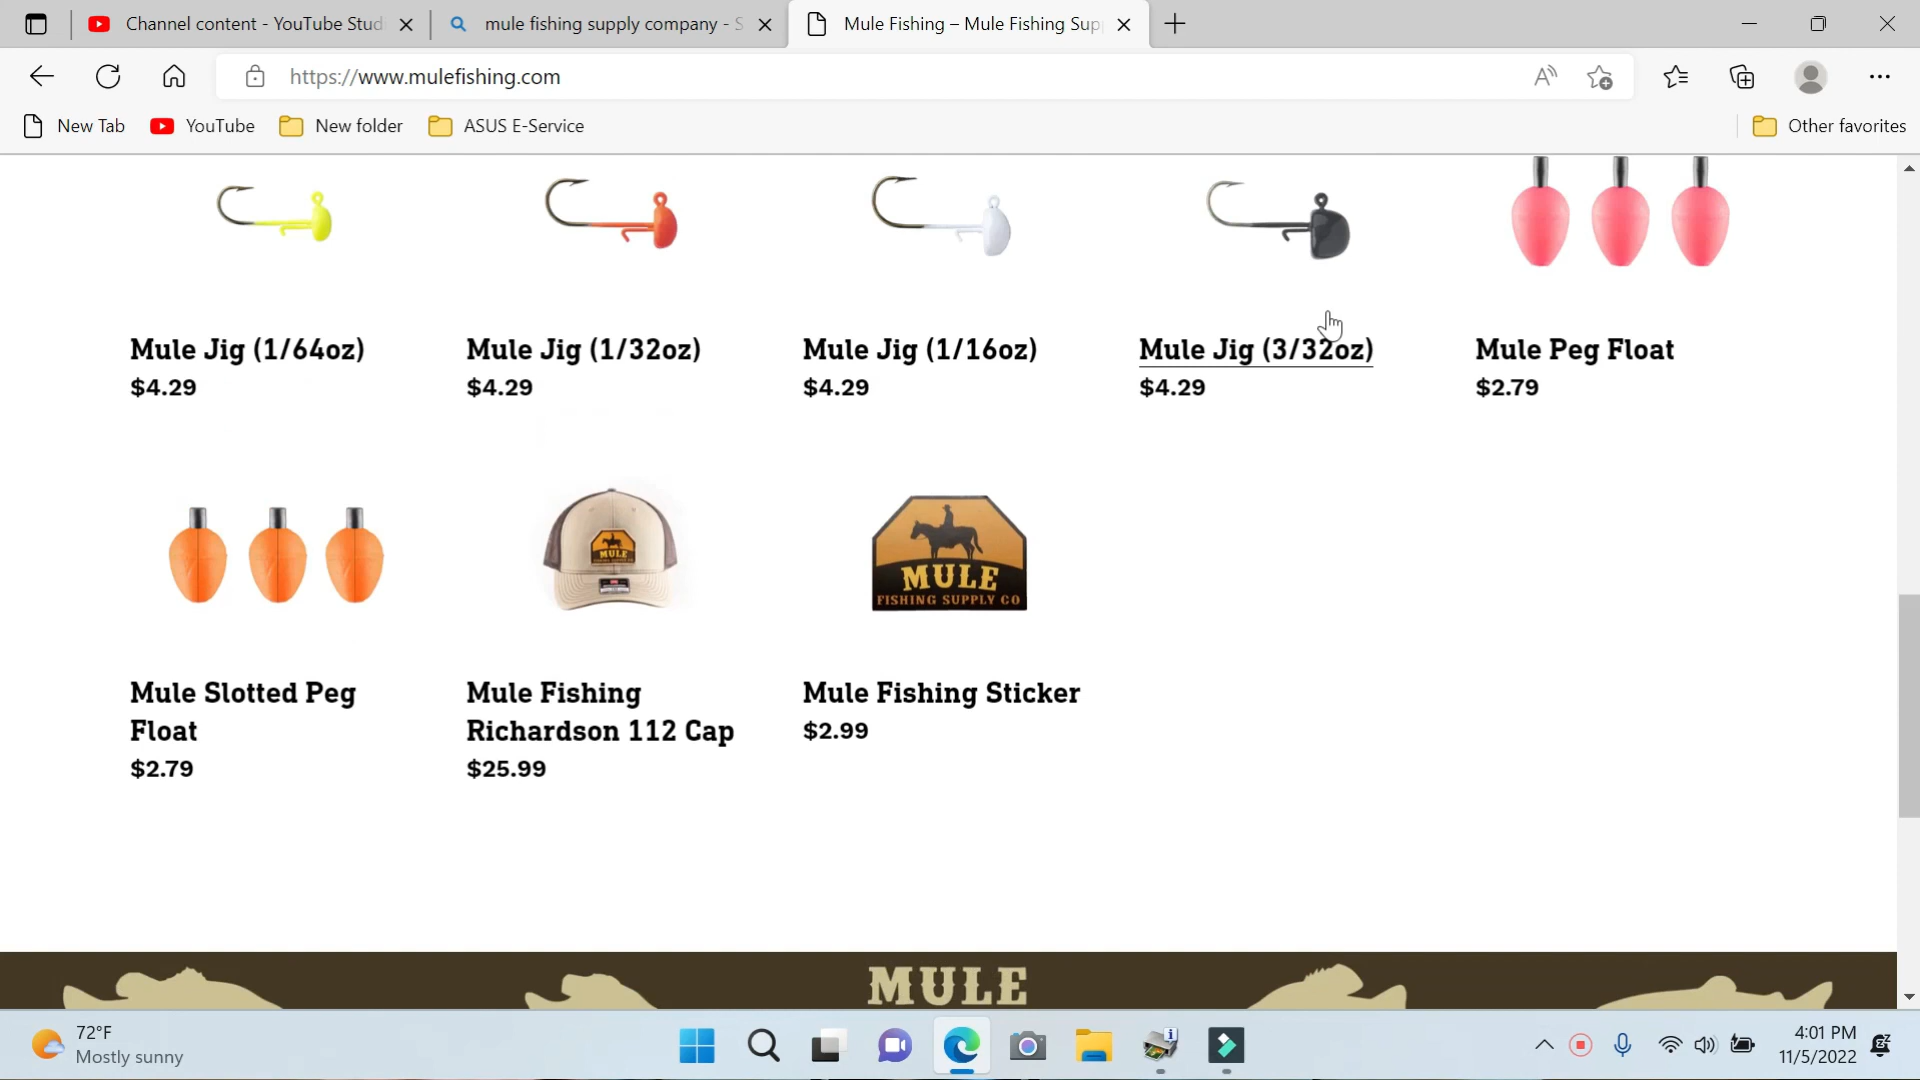 Channel content - YouTube Stud
mule fishing supply company - S
Mule Fishing – Mule Fishing Sup
https://www.mulefishing.com
New Tab
YouTube
New folder
ASUS E-Service
Other favorites
Mule Jig (1/64oz)
$4.29
Mule Jig (1/32oz)
$4.29
Mule Jig (1/16oz)
$4.29
Mule Jig (3/32oz)
$4.29
Mule Peg Float
$2.79
MULE
MULE
FISHING SUPPLY CO
Mule Slotted Peg
Float
$2.79
Mule Fishing
Richardson 112 Cap
$25.99
Mule Fishing Sticker
$2.99
MULE
72°F
Mostly sunny
4:01 PM
11/5/2022